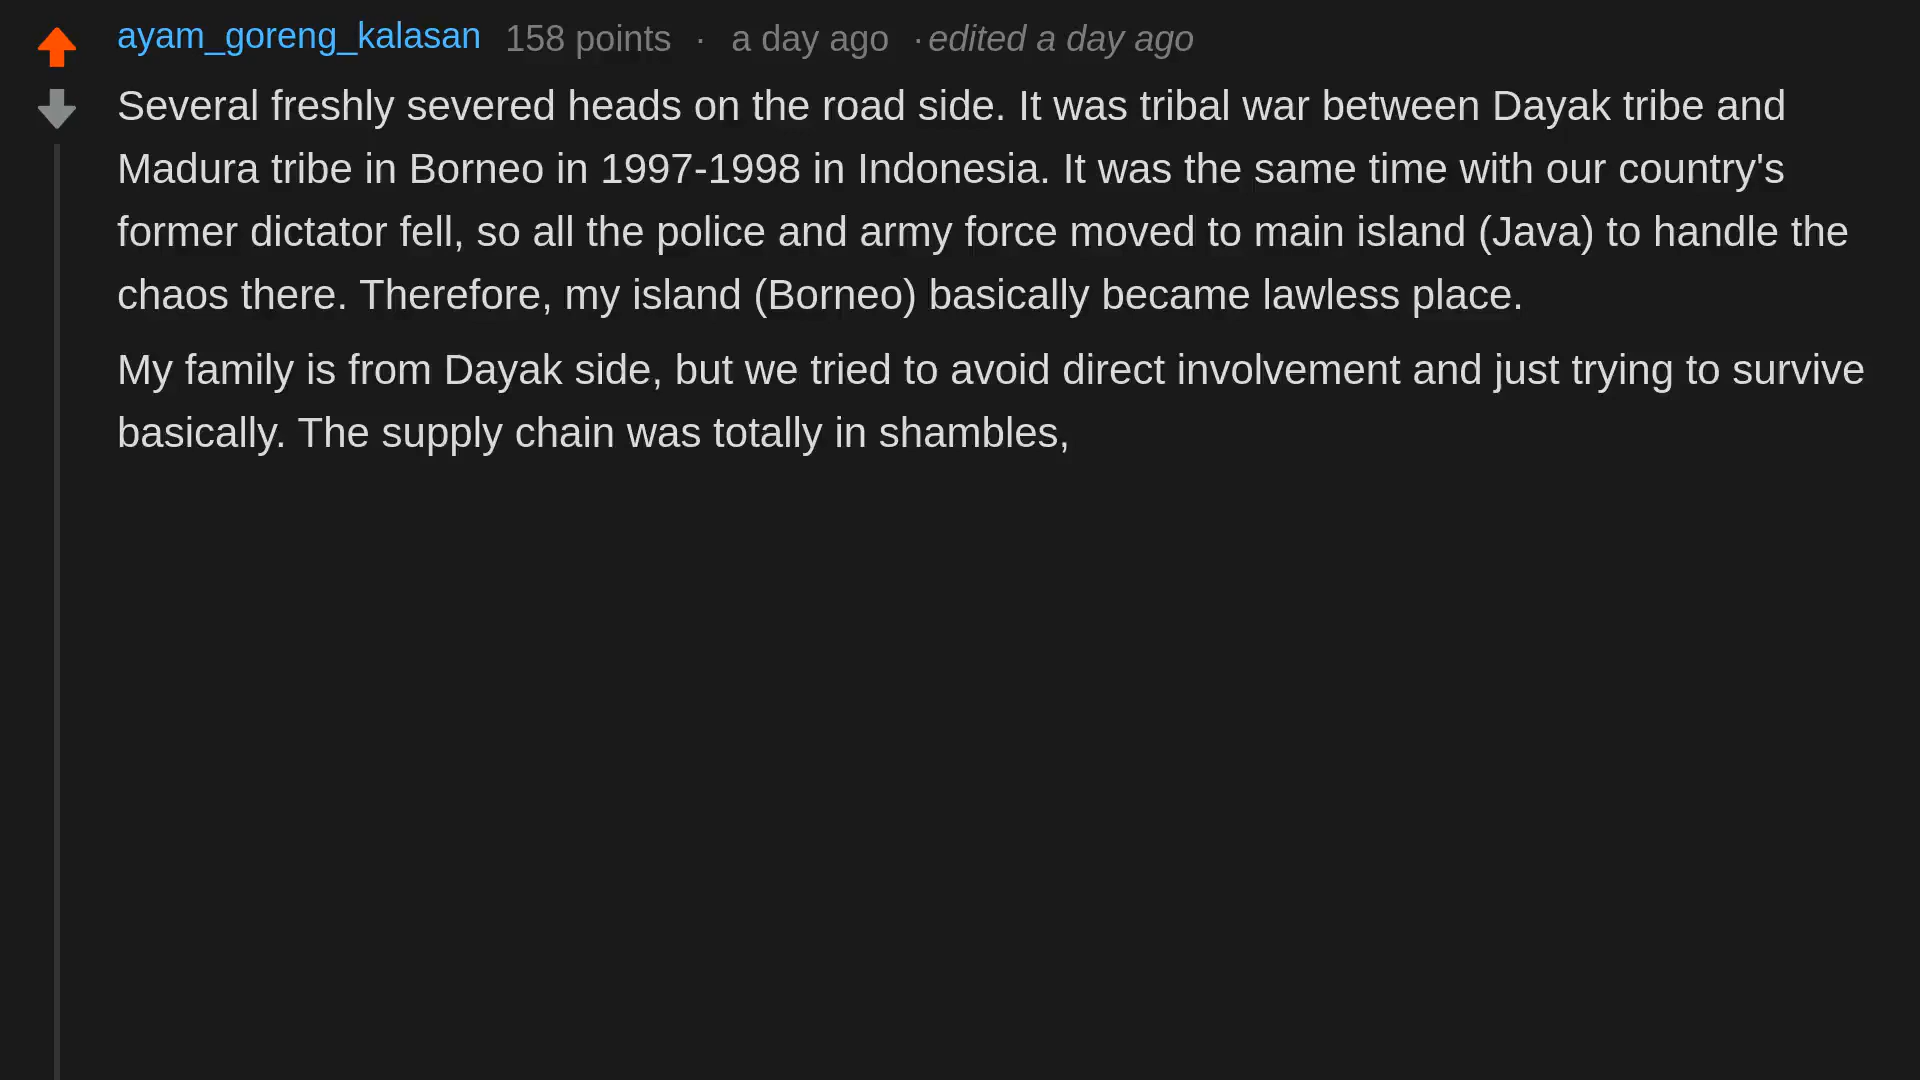 ayam_goreng_kalasan 158 points · a day ago · edited a day ago
Several freshly severed heads on the road side. It was tribal war between Dayak tribe and
Madura tribe in Borneo in 1997-1998 in Indonesia. It was the same time with our country's
former dictator fell, so all the police and army force moved to main island (Java) to handle the
chaos there. Therefore, my island (Borneo) basically became lawless place.
My family is from Dayak side, but we tried to avoid direct involvement and just trying to survive
basically. The supply chain was totally in shambles,